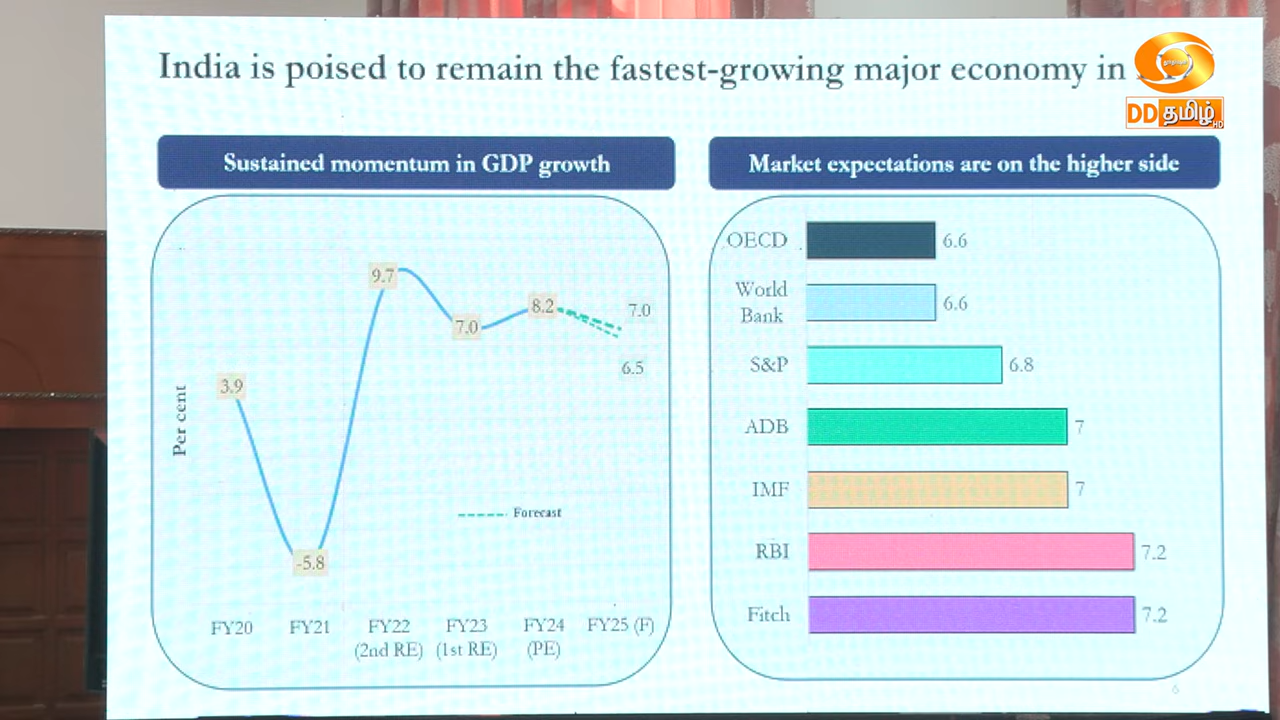 India is poised to remain the fastest-growing major economy in
DD தமிழ் HD
Sustained momentum in GDP growth
Per cent
9.7
8.2
7.0
7.0
3.9
6.5
-5.8
Forecast
FY20 FY21 FY22 FY23 FY24 FY25 (F)
(2nd RE) (1st RE) (PE)
Market expectations are on the higher side
OECD 6.6
World
Bank 6.6
S&P 6.8
ADB 7
IMF 7
RBI 7.2
Fitch 7.2
6